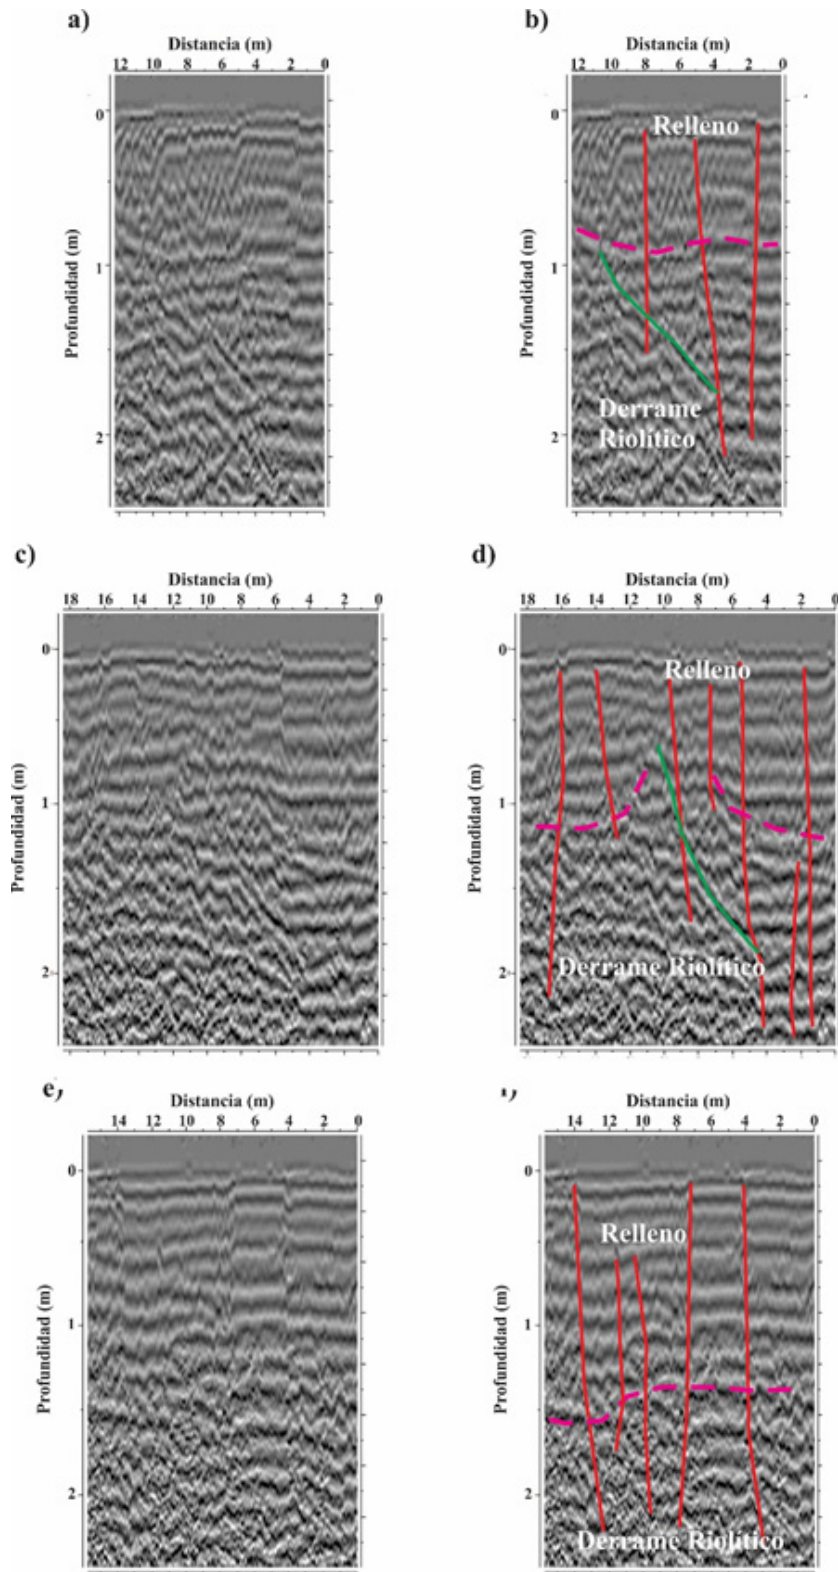 a)
Distancia (m)
12 10 8 6 4 2 0
Profundidad (m)
0
1
2
b)
Distancia (m)
12 10 8 6 4 2 0
Profundidad (m)
0
1
2
Relleno
Derrame
Riolítico
c)
Distancia (m)
18 16 14 12 10 8 6 4 2 0
Profundidad (m)
0
1
2
d)
Distancia (m)
18 16 14 12 10 8 6 4 2 0
Profundidad (m)
0
1
2
Relleno
Derrame Riolítico
e)
Distancia (m)
14 12 10 8 6 4 2 0
Profundidad (m)
0
1
2
Distancia (m)
14 12 10 8 6 4 2 0
Profundidad (m)
0
1
2
Relleno
Derrame Riolítico